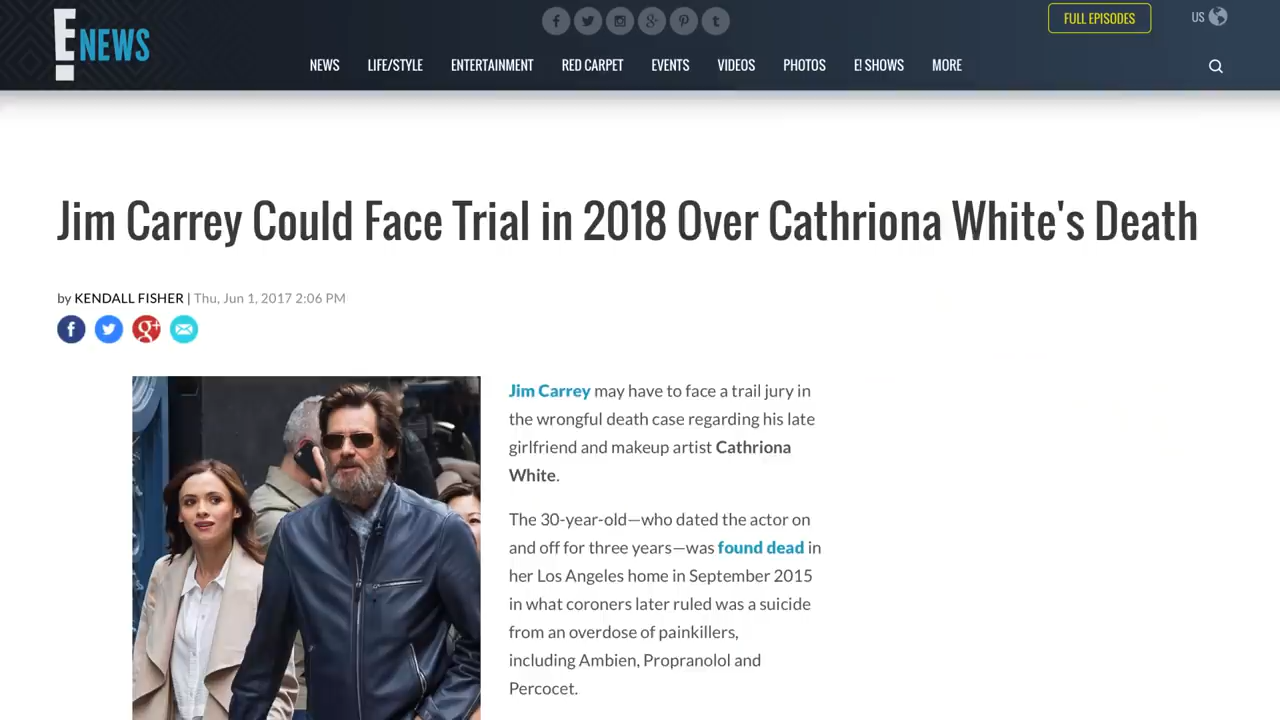 E! NEWS
FULL EPISODES
US
NEWS LIFE/STYLE ENTERTAINMENT RED CARPET EVENTS VIDEOS PHOTOS E! SHOWS MORE
Jim Carrey Could Face Trial in 2018 Over Cathriona White's Death
by KENDALL FISHER | Thu, Jun 1, 2017 2:06 PM
Jim Carrey may have to face a trail jury in
the wrongful death case regarding his late
girlfriend and makeup artist Cathriona
White.
The 30-year-old—who dated the actor on
and off for three years—was found dead in
her Los Angeles home in September 2015
in what coroners later ruled was a suicide
from an overdose of painkillers,
including Ambien, Propranolol and
Percocet.